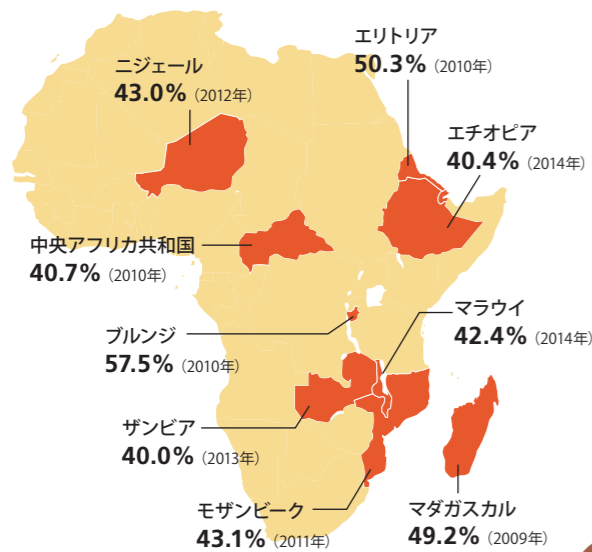 エリトリア
50.3% (2010年)
ニジェール
43.0% (2012年)
エチオピア
40.4% (2014年)
中央アフリカ共和国
40.7% (2010年)
マラウイ
42.4% (2014年)
ブルンジ
57.5% (2010年)
ザンビア
40.0% (2013年)
モザンビーク
43.1% (2011年)
マダガスカル
49.2% (2009年)